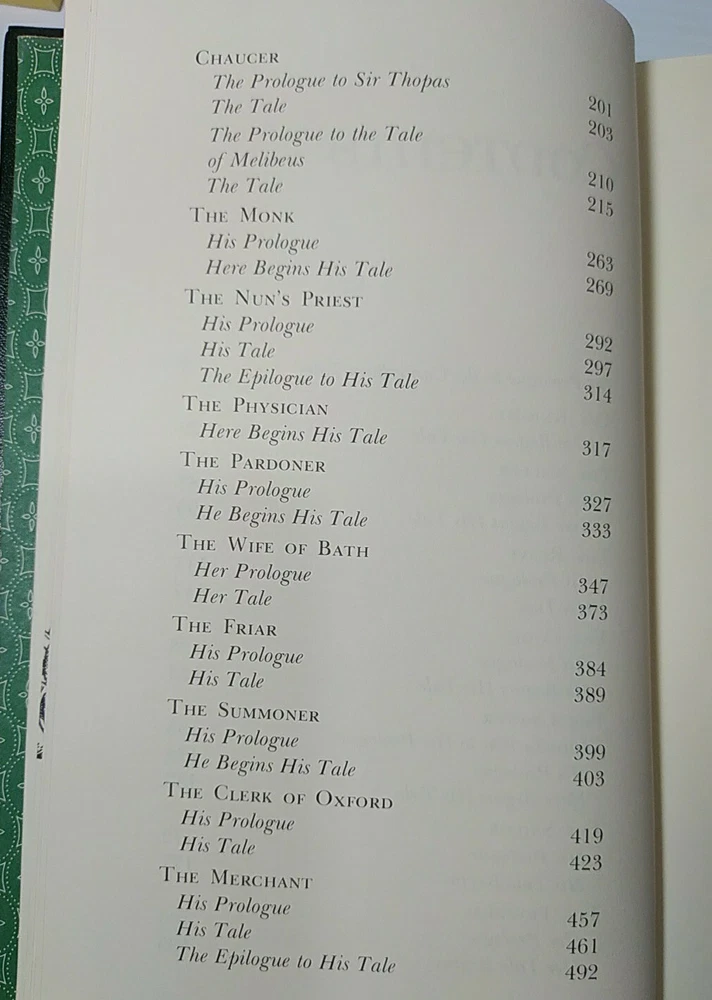 CHAUCER
The Prologue to Sir Thopas 201
The Tale 203
The Prologue to the Tale
of Melibeus 210
The Tale 215
THE MONK
His Prologue 263
Here Begins His Tale 269
THE NUN'S PRIEST
His Prologue 292
His Tale 297
The Epilogue to His Tale 314
THE PHYSICIAN
Here Begins His Tale 317
THE PARDONER
His Prologue 327
He Begins His Tale 333
THE WIFE OF BATH
Her Prologue 347
Her Tale 373
THE FRIAR
His Prologue 384
His Tale 389
THE SUMMONER
His Prologue 399
He Begins His Tale 403
THE CLERK OF OXFORD
His Prologue 419
His Tale 423
THE MERCHANT
His Prologue 457
His Tale 461
The Epilogue to His Tale 492